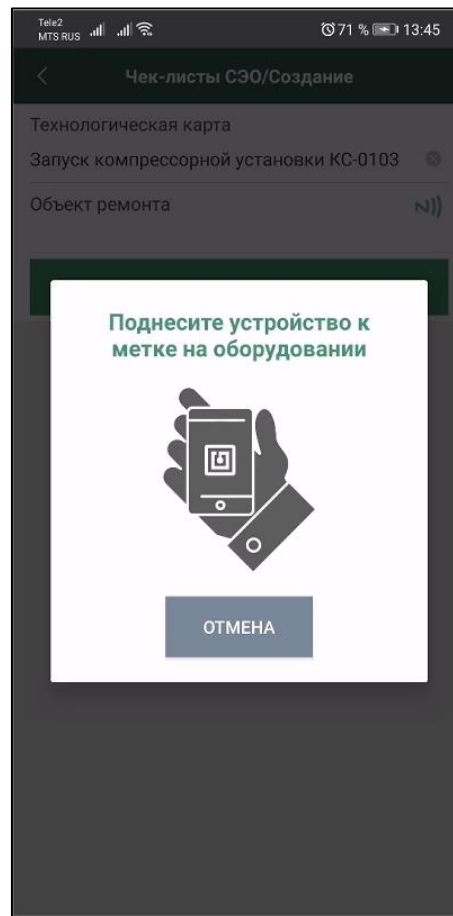 Tele2
MTS RUS
71 % 13:45
Чек-листы СЭО/Создание
Технологическая карта
Запуск компрессорной установки КС-0103
Объект ремонта
Поднесите устройство к
метке на оборудовании
ОТМЕНА